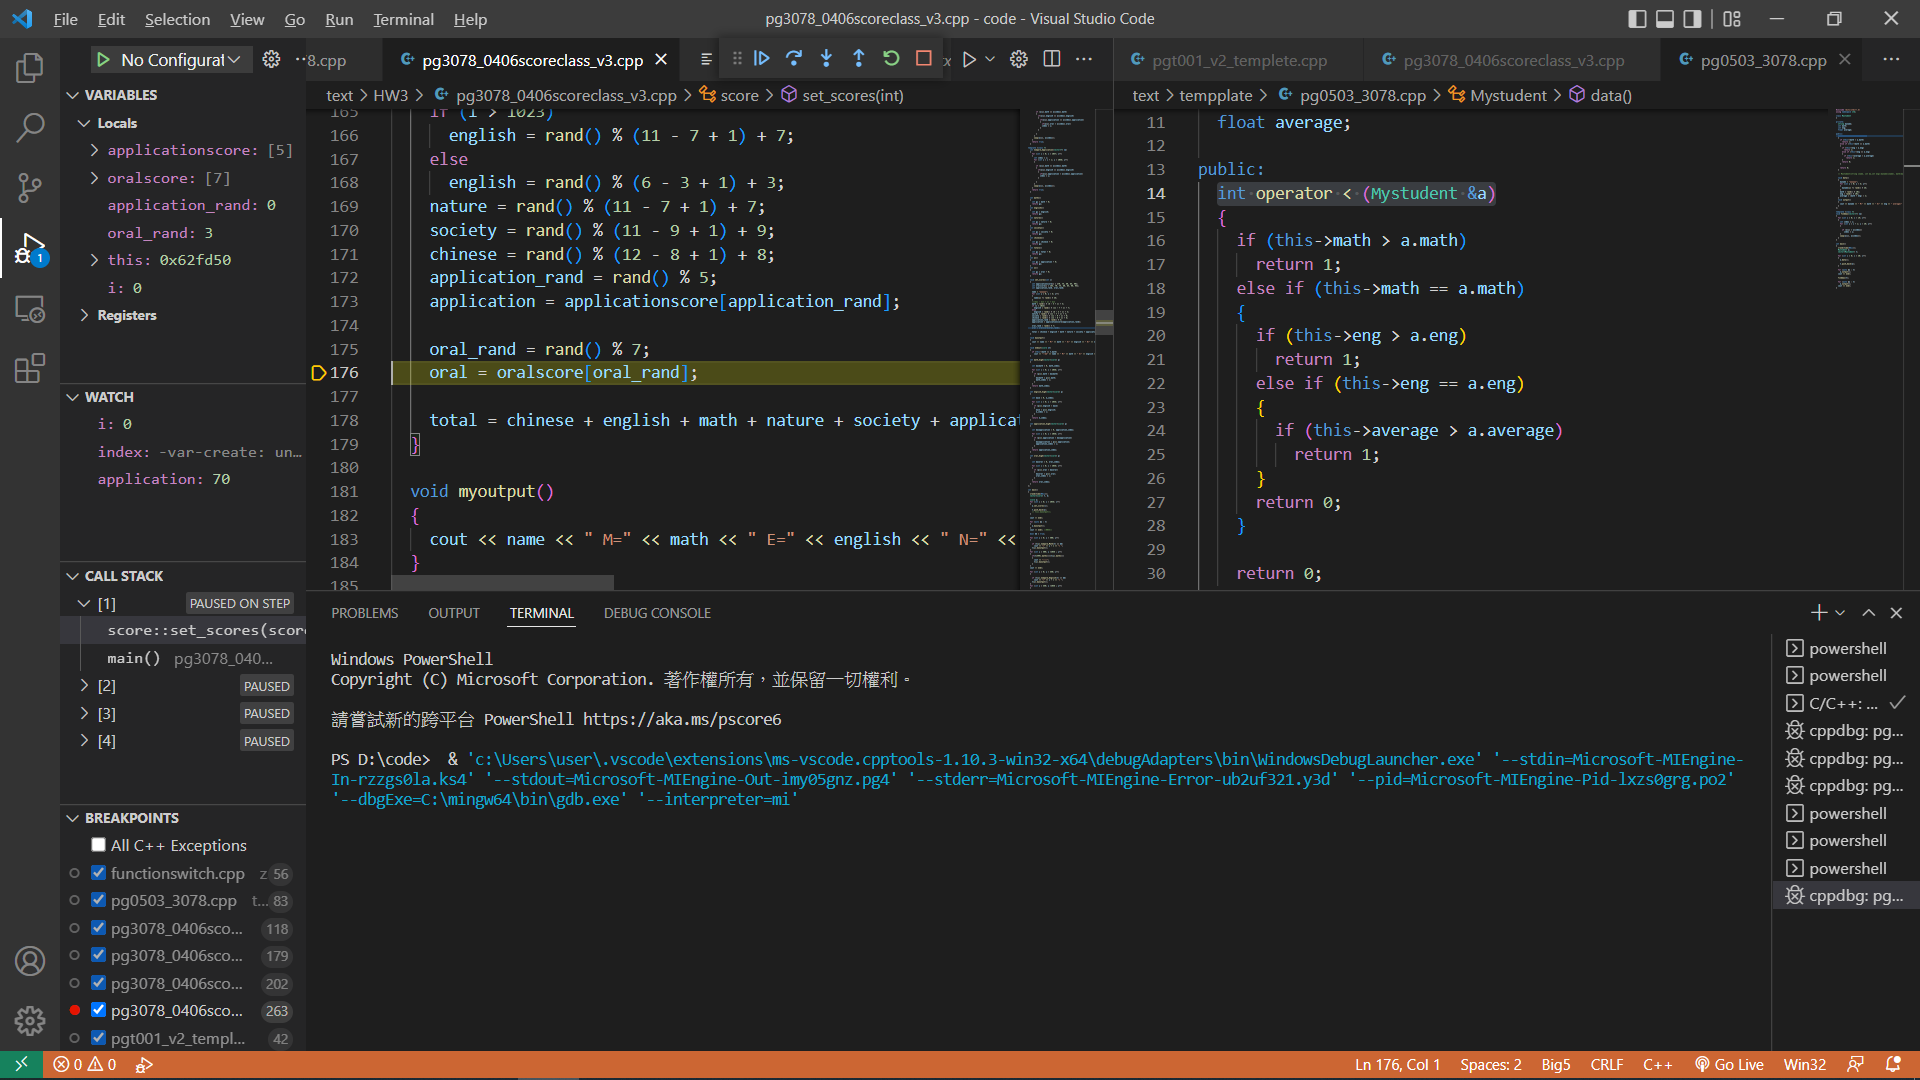 File Edit Selection View Go Run Terminal Help
pg3078_0406scoreclass_v3.cpp - code - Visual Studio Code
No Configurat
8.cpp
pg3078_0406scoreclass_v3.cpp
pgt001_v2_templete.cpp
pg3078_0406scoreclass_v3.cpp
pg0503_3078.cpp
text > HW3 > pg3078_0406scoreclass_v3.cpp > score > set_scores(int)
text > tempplate > pg0503_3078.cpp > Mystudent > data()
VARIABLES
Locals
applicationscore: [5]
oralscore: [7]
application_rand: 0
oral_rand: 3
this: 0x62fd50
i: 0
Registers
WATCH
i: 0
index: -var-create: un...
application: 70
CALL STACK
[1] PAUSED ON STEP
score::set_scores(scor
main() pg3078_040...
[2] PAUSED
[3] PAUSED
[4] PAUSED
BREAKPOINTS
All C++ Exceptions
functionswitch.cpp z 56
pg0503_3078.cpp t... 83
pg3078_0406sco... 118
pg3078_0406sco... 179
pg3078_0406sco... 202
pg3078_0406sco... 263
pgt001_v2_templ... 42
165 if (i > 1023)
166 english = rand() % (11 - 7 + 1) + 7;
167 else
168 english = rand() % (6 - 3 + 1) + 3;
169 nature = rand() % (11 - 7 + 1) + 7;
170 society = rand() % (11 - 9 + 1) + 9;
171 chinese = rand() % (12 - 8 + 1) + 8;
172 application_rand = rand() % 5;
173 application = applicationscore[application_rand];
174
175 oral_rand = rand() % 7;
176 oral = oralscore[oral_rand];
177
178 total = chinese + english + math + nature + society + applicat
179 }
180
181 void myoutput()
182 {
183 cout << name << " M=" << math << " E=" << english << " N=" <<
184 }
185
11 float average;
12
13 public:
14 int operator < (Mystudent &a)
15 {
16 if (this->math > a.math)
17 return 1;
18 else if (this->math == a.math)
19 {
20 if (this->eng > a.eng)
21 return 1;
22 else if (this->eng == a.eng)
23 {
24 if (this->average > a.average)
25 return 1;
26 }
27 return 0;
28 }
29
30 return 0;
PROBLEMS OUTPUT TERMINAL DEBUG CONSOLE
Windows PowerShell
Copyright (C) Microsoft Corporation. 著作權所有，並保留一切權利。
請嘗試新的跨平台 PowerShell https://aka.ms/pscore6
PS D:\code> & 'c:\Users\user\.vscode\extensions\ms-vscode.cpptools-1.10.3-win32-x64\debugAdapters\bin\WindowsDebugLauncher.exe' '--stdin=Microsoft-MIEngine-
In-rzzgs0la.ks4' '--stdout=Microsoft-MIEngine-Out-imy05gnz.pg4' '--stderr=Microsoft-MIEngine-Error-ub2uf321.y3d' '--pid=Microsoft-MIEngine-Pid-lxzs0grg.po2'
'--dbgExe=C:\mingw64\bin\gdb.exe' '--interpreter=mi'
powershell
powershell
C/C++: ...
cppdbg: pg...
cppdbg: pg...
cppdbg: pg...
powershell
powershell
powershell
cppdbg: pg...
1
0 0
Ln 176, Col 1 Spaces: 2 Big5 CRLF C++ Go Live Win32